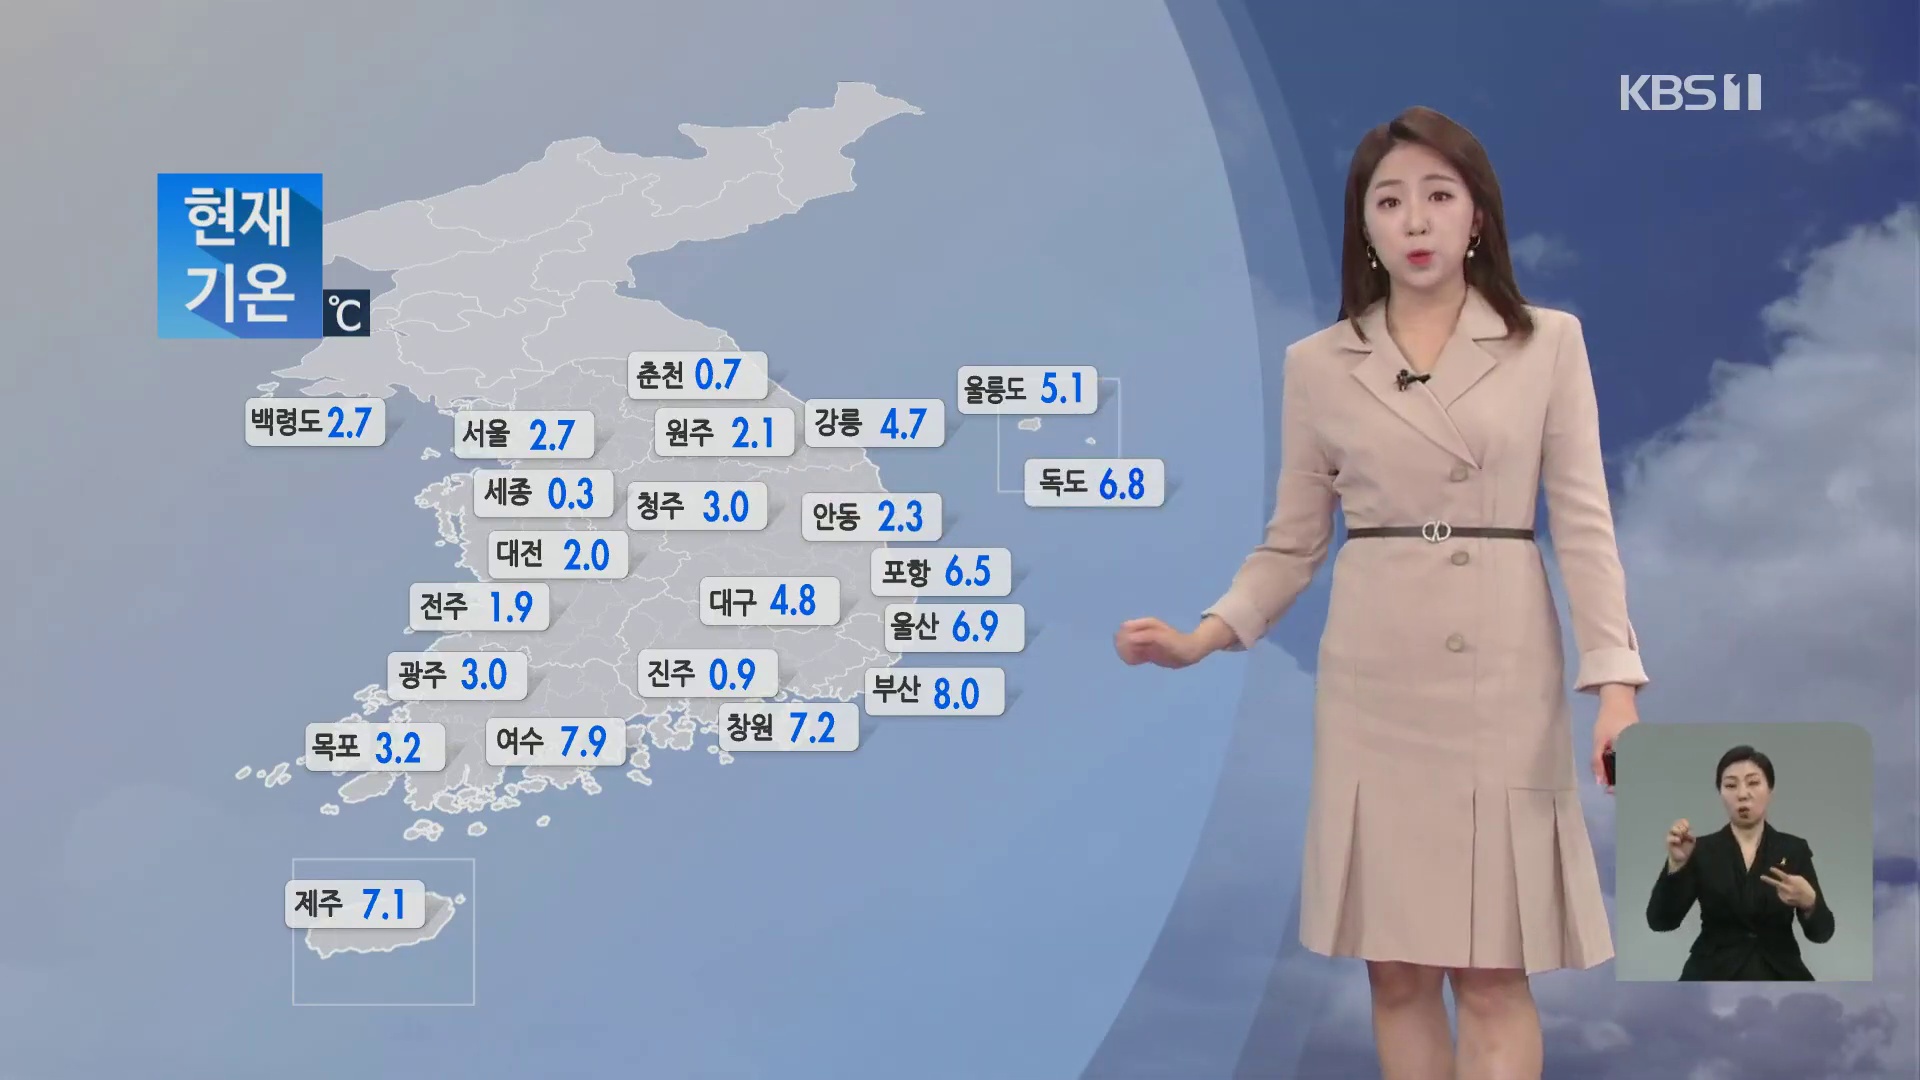 KBS 1
현재
기온
℃
춘천 0.7
울릉도 5.1
백령도 2.7
서울 2.7
원주 2.1
강릉 4.7
독도 6.8
세종 0.3
청주 3.0
안동 2.3
대전 2.0
포항 6.5
전주 1.9
대구 4.8
울산 6.9
광주 3.0
진주 0.9
부산 8.0
목포 3.2
여수 7.9
창원 7.2
제주 7.1